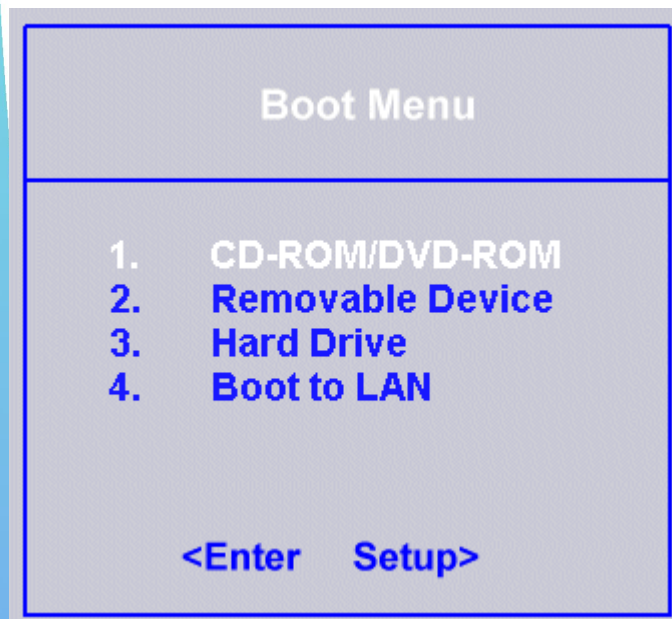 Boot Menu
1. CD-ROM/DVD-ROM
2. Removable Device
3. Hard Drive
4. Boot to LAN
<Enter Setup>